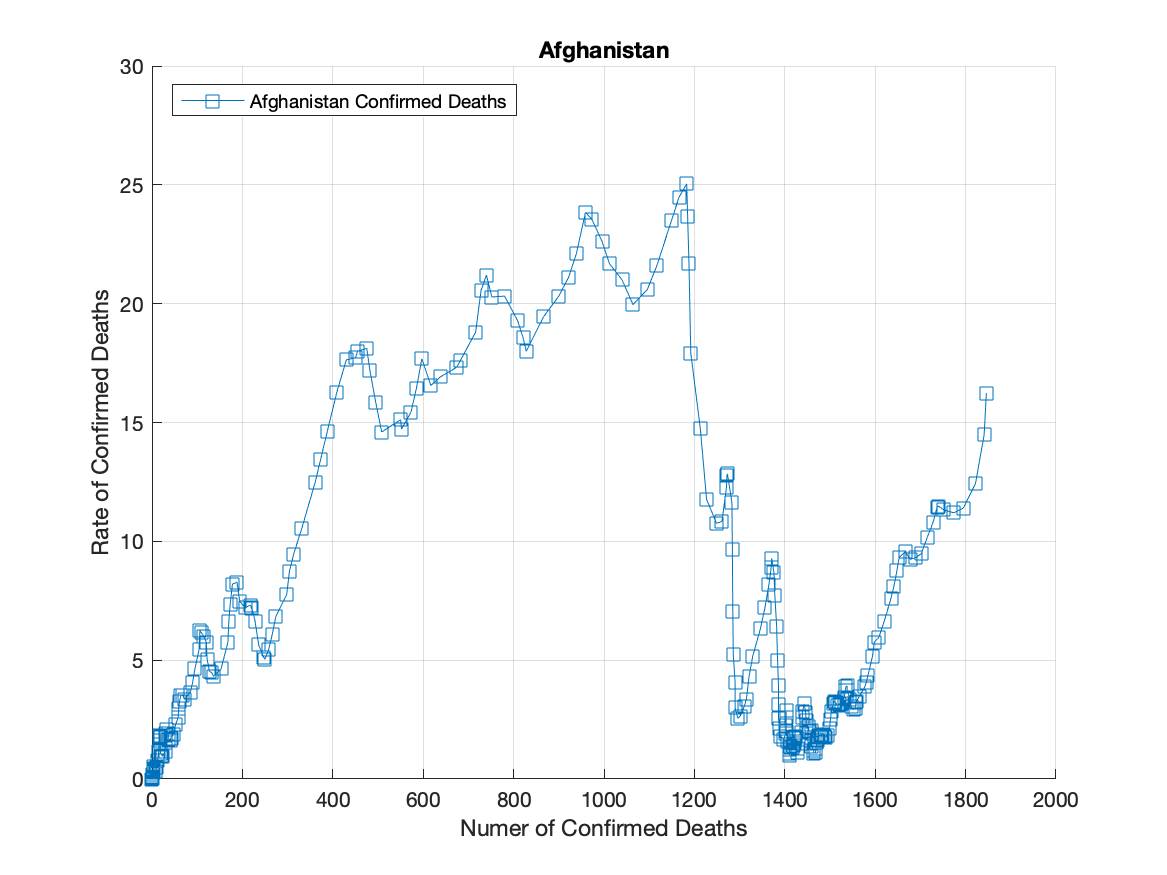 Afghanistan
30
Afghanistan Confirmed Deaths
25
20
15
10
5
0
Rate of Confirmed Deaths
0 200 400 600 800 1000 1200 1400 1600 1800 2000
Numer of Confirmed Deaths